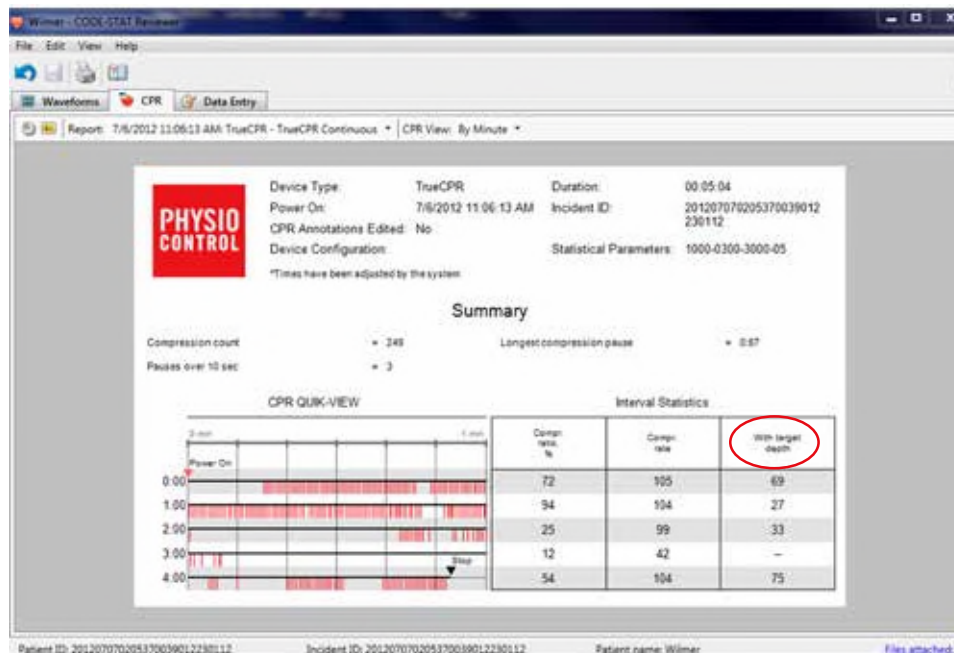 Wilmer - CODE-STAT Reviewer
File Edit View Help
Waveforms CPR Data Entry
Report: 7/6/2012 11:06:13 AM: TrueCPR - TrueCPR Continuous CPR View: By Minute
PHYSIO
CONTROL
Device Type: TrueCPR Duration: 00:05:04
Power On: 7/6/2012 11:06:13 AM Incident ID: 201207070205370039012
230112
CPR Annotations Edited: No
Device Configuration: Statistical Parameters: 1000-0300-3000-05
*Times have been adjusted by the system
Summary
Compression count = 249 Longest compression pause =
Pauses over 10 sec = 3
CPR QUIK-VIEW Interval Statistics
0 min 1 min Compr. ratio, % Compr. rate With target depth
Power On
0:00 72 105 69
1:00 94 104 27
2:00 25 99 33
3:00 12 42 –
Stop
4:00 54 104 75
Patient ID: 201207070205370039012230112 Incident ID: 201207070205370039012230112 Patient name: Wilmer Files attached: